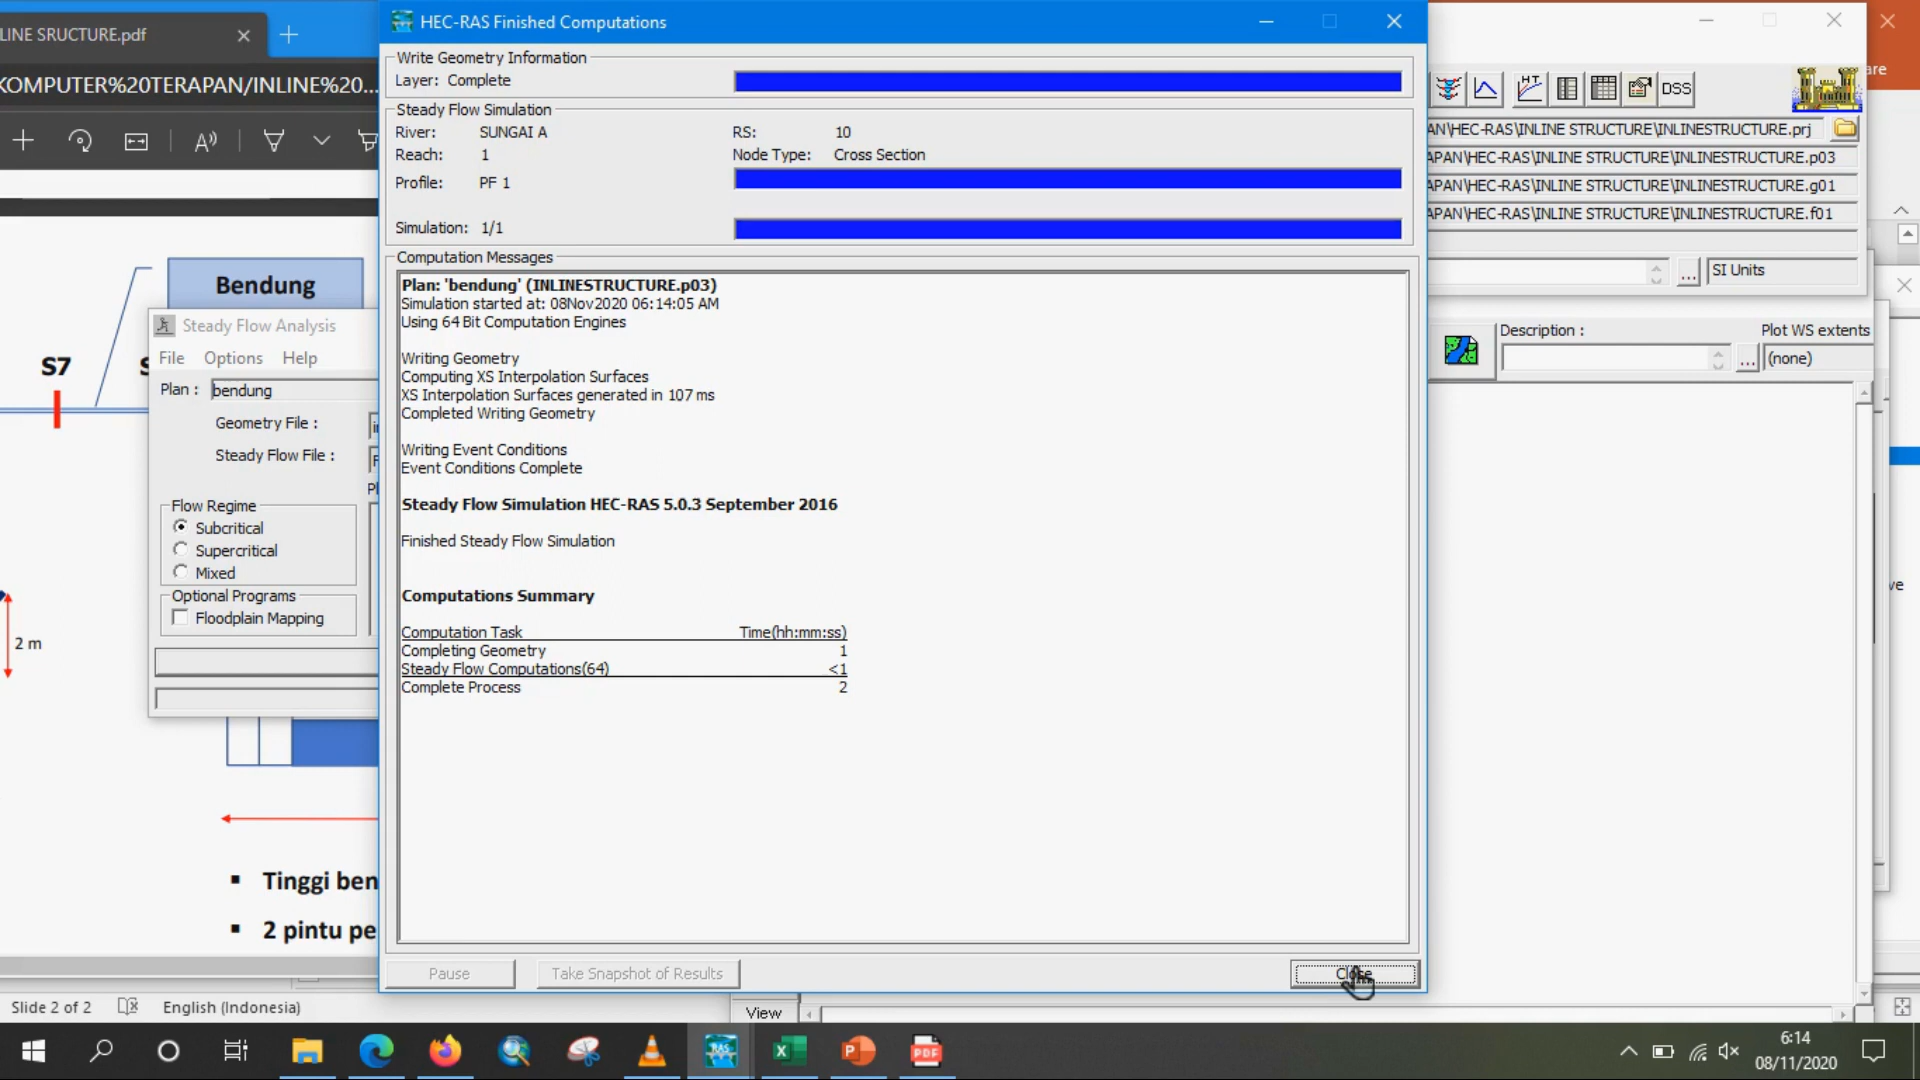 LINE SRUCTURE.pdf
KOMPUTER%20TERAPAN/INLINE%20...
Bendung
S7
2 m
Tinggi ben
2 pintu pe
Slide 2 of 2
English (Indonesia)
Steady Flow Analysis
File Options Help
Plan : bendung
Geometry File :
Steady Flow File :
Flow Regime
Subcritical
Supercritical
Mixed
Optional Programs
Floodplain Mapping
HEC-RAS Finished Computations
Write Geometry Information
Layer: Complete
Steady Flow Simulation
River: SUNGAI A RS: 10
Reach: 1 Node Type: Cross Section
Profile: PF 1
Simulation: 1/1
Computation Messages
Plan: 'bendung' (INLINESTRUCTURE.p03)
Simulation started at: 08Nov2020 06:14:05 AM
Using 64 Bit Computation Engines
Writing Geometry
Computing XS Interpolation Surfaces
XS Interpolation Surfaces generated in 107 ms
Completed Writing Geometry
Writing Event Conditions
Event Conditions Complete
Steady Flow Simulation HEC-RAS 5.0.3 September 2016
Finished Steady Flow Simulation
Computations Summary
Computation Task Time(hh:mm:ss)
Completing Geometry 1
Steady Flow Computations(64) <1
Complete Process 2
Pause Take Snapshot of Results Close
DSS
AN\HEC-RAS\INLINE STRUCTURE\INLINESTRUCTURE.prj
APAN\HEC-RAS\INLINE STRUCTURE\INLINESTRUCTURE.p03
APAN\HEC-RAS\INLINE STRUCTURE\INLINESTRUCTURE.g01
APAN\HEC-RAS\INLINE STRUCTURE\INLINESTRUCTURE.f01
... SI Units
Description : Plot WS extents
... (none)
are
ve
View
6:14
08/11/2020